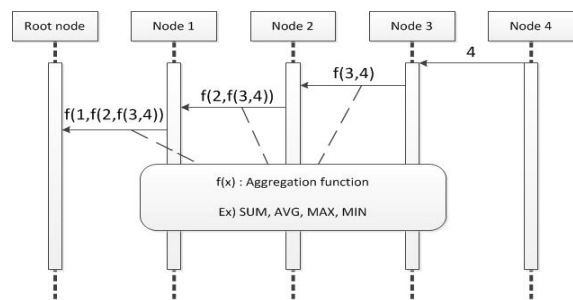 Root node
Node 1
Node 2
Node 3
Node 4
4
f(3,4)
f(2,f(3,4))
f(1,f(2,f(3,4))
f(x) : Aggregation function
Ex) SUM, AVG, MAX, MIN